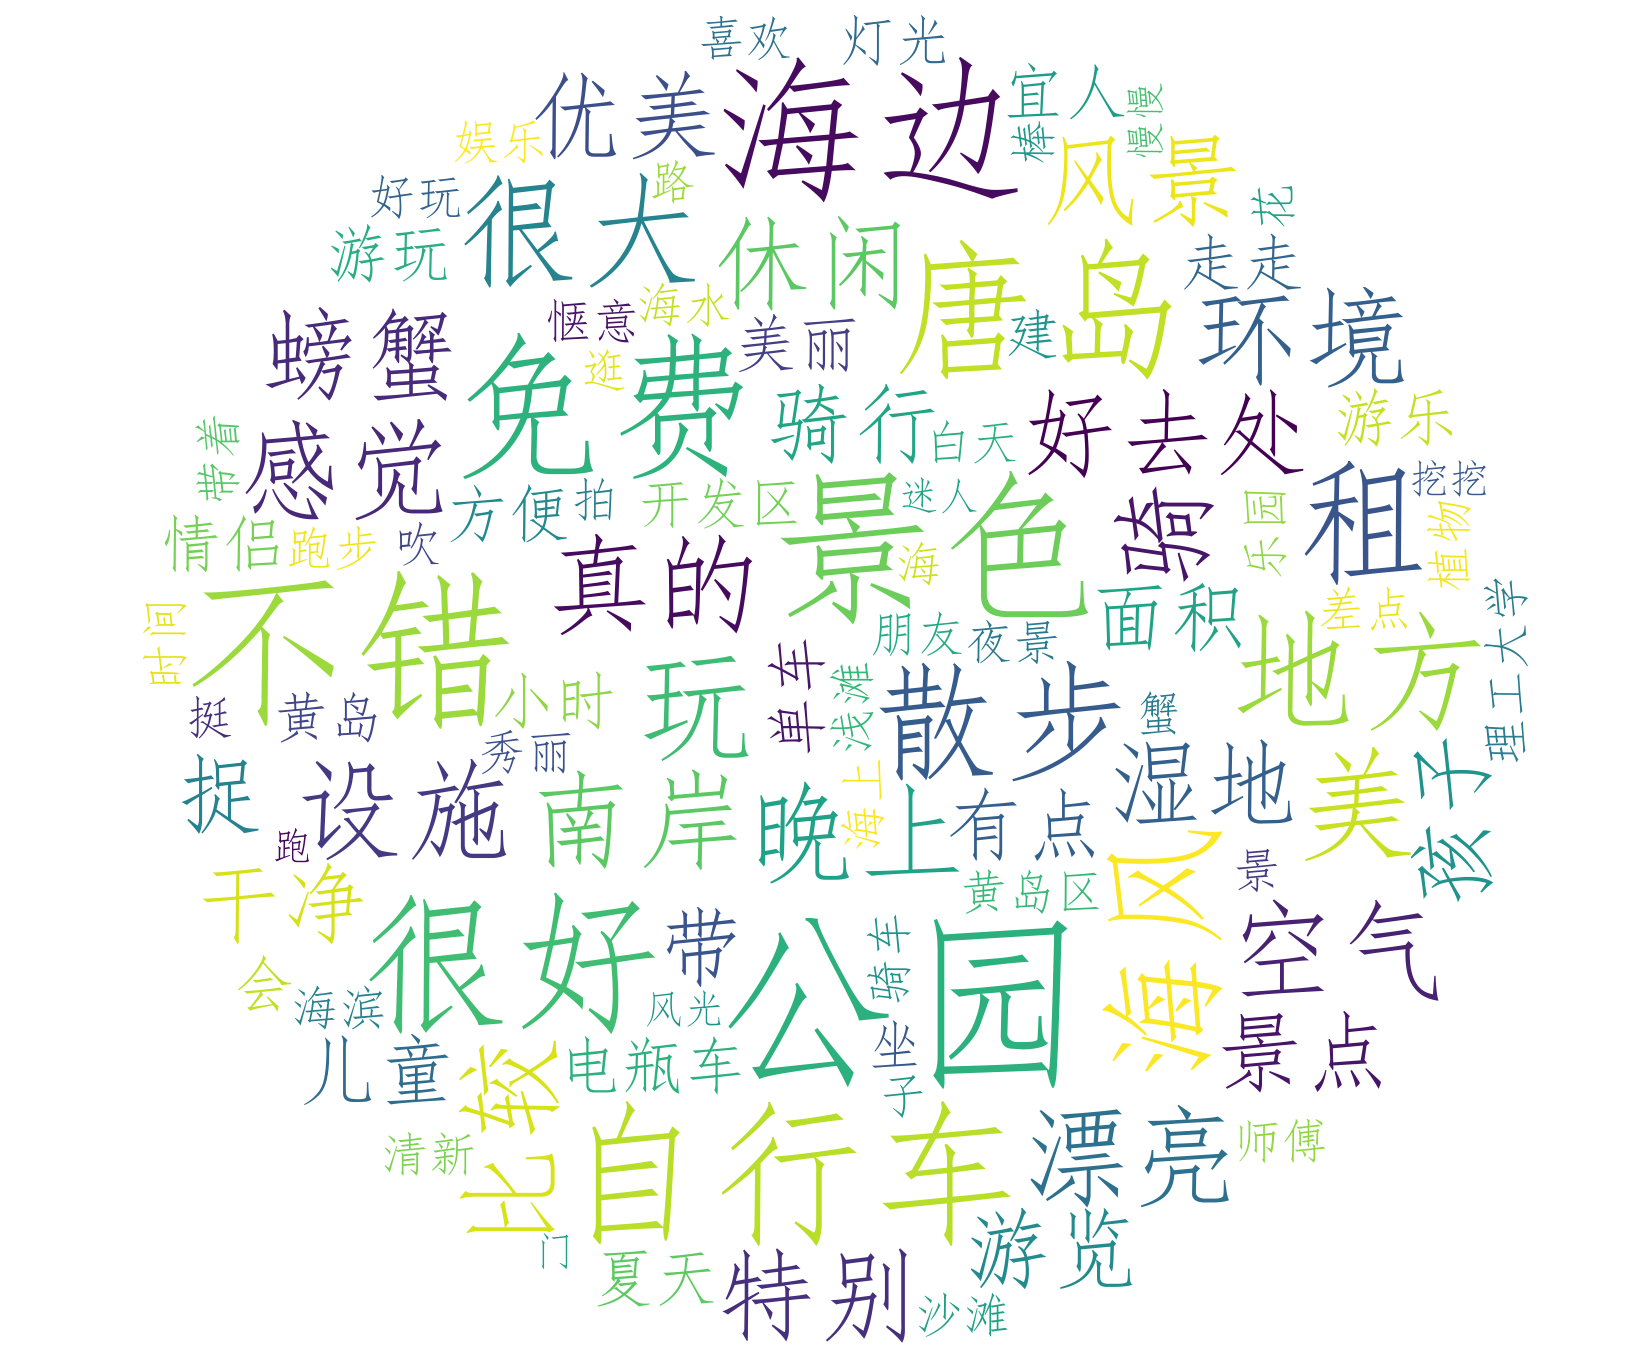 喜欢
灯光
海边
宜人
慢慢
棒
优美
娱乐
风景
路
好玩
很大
花
游玩
休闲
唐岛
走走
环境
惬意
海水
美丽
建
螃蟹
免费
逛
骑行
好去处
游乐
带着
感觉
白天
租
挖挖
方便
拍
开发区
迷人
景色
骑
乐园
植物
情侣
跑步
吹
真的
海
不错
面积
差点
理工大学
时间
朋友
夜景
地方
小时
玩
单车
浅滩
散步
蟹
挺
黄岛
秀丽
湿地
孩子
捉
设施
南岸
晚上
海上
有点
美
跑
海风
景
干净
黄岛区
很好
带
公园
骑车
空气
会
海滨
风光
坐
景点
儿童
比较
电瓶车
子
自行车
漂亮
清新
师傅
门
夏天
特别
游览
沙滩